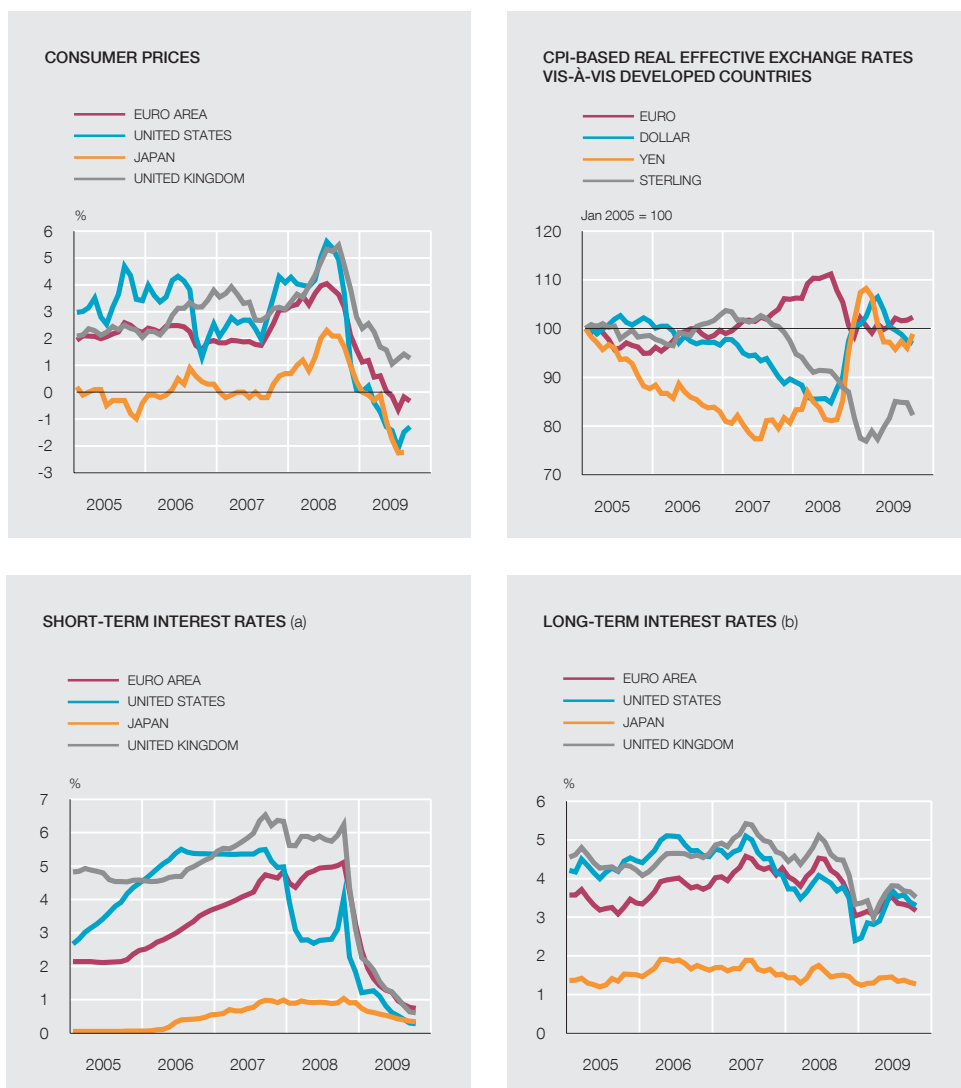 CONSUMER PRICES
EURO AREA
UNITED STATES
JAPAN
UNITED KINGDOM
%
6
5
4
3
2
1
0
-1
-2
-3
2005 2006 2007 2008 2009
CPI-BASED REAL EFFECTIVE EXCHANGE RATES
VIS-À-VIS DEVELOPED COUNTRIES
EURO
DOLLAR
YEN
STERLING
Jan 2005 = 100
120
110
100
90
80
70
2005 2006 2007 2008 2009
SHORT-TERM INTEREST RATES (a)
EURO AREA
UNITED STATES
JAPAN
UNITED KINGDOM
%
7
6
5
4
3
2
1
0
2005 2006 2007 2008 2009
LONG-TERM INTEREST RATES (b)
EURO AREA
UNITED STATES
JAPAN
UNITED KINGDOM
%
6
5
4
3
2
1
0
2005 2006 2007 2008 2009